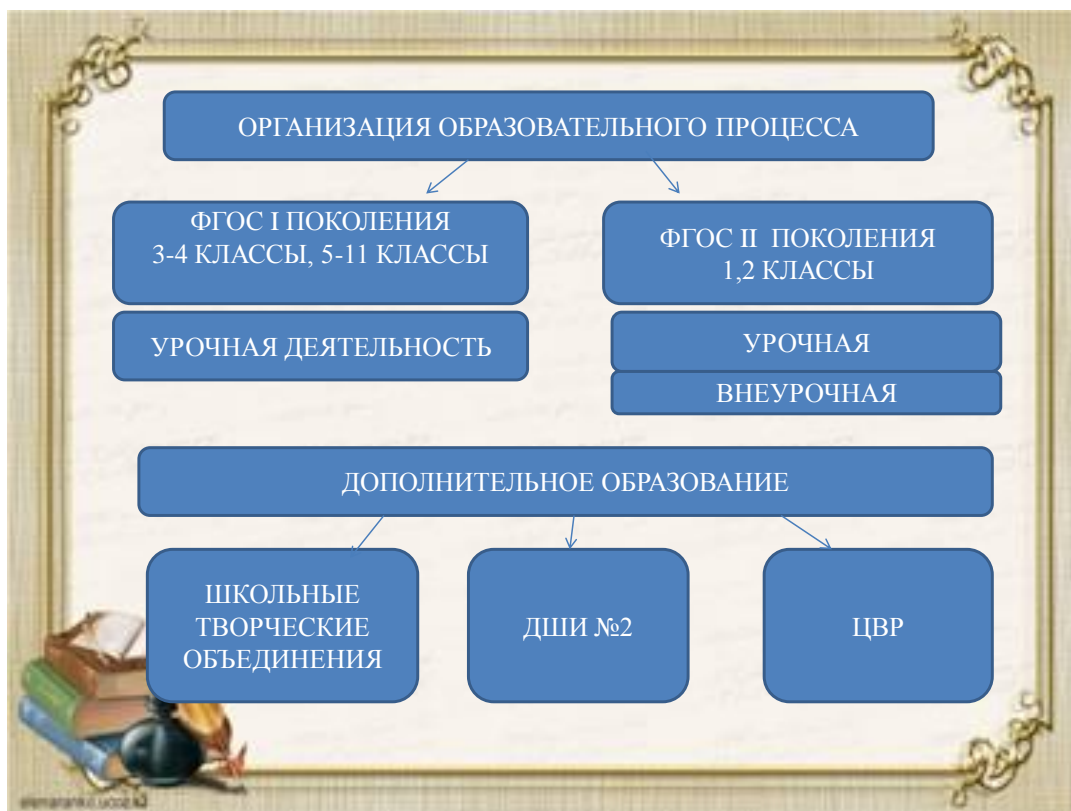 ОРГАНИЗАЦИЯ ОБРАЗОВАТЕЛЬНОГО ПРОЦЕССА
ФГОС I ПОКОЛЕНИЯ
3-4 КЛАССЫ, 5-11 КЛАССЫ
ФГОС II ПОКОЛЕНИЯ
1,2 КЛАССЫ
УРОЧНАЯ ДЕЯТЕЛЬНОСТЬ
УРОЧНАЯ
ВНЕУРОЧНАЯ
ДОПОЛНИТЕЛЬНОЕ ОБРАЗОВАНИЕ
ШКОЛЬНЫЕ
ТВОРЧЕСКИЕ
ОБЪЕДИНЕНИЯ
ДШИ №2
ЦВР